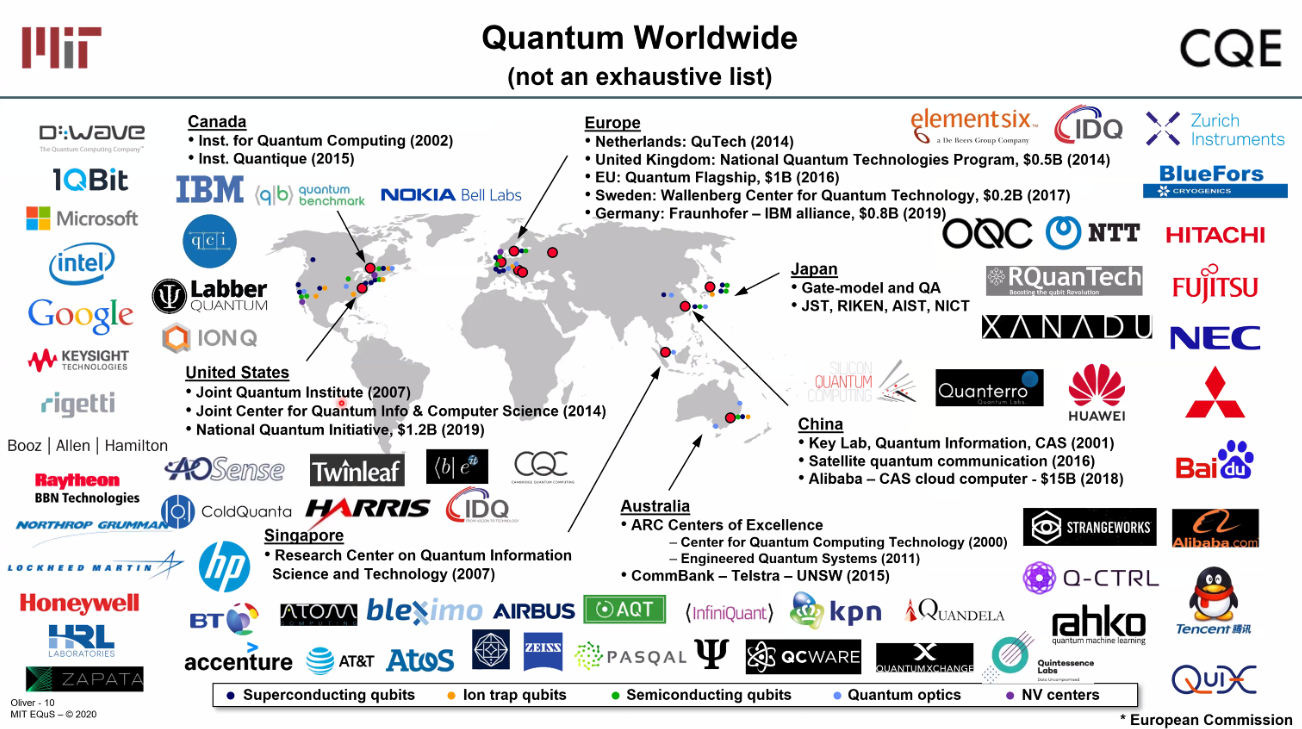 MIT
Quantum Worldwide
(not an exhaustive list)
CQE
D:wave
The Quantum Computing Company™
1QBit
Microsoft
intel
Google
KEYSIGHT
TECHNOLOGIES
rigetti
Booz | Allen | Hamilton
Raytheon
BBN Technologies
NORTHROP GRUMMAN
LOCKHEED MARTIN
Honeywell
HRL
LABORATORIES
ZAPATA
Canada
• Inst. for Quantum Computing (2002)
• Inst. Quantique (2015)
IBM
⟨q|b⟩ quantum
benchmark
NOKIA Bell Labs
qci
Labber
QUANTUM
IONQ
Europe
• Netherlands: QuTech (2014)
• United Kingdom: National Quantum Technologies Program, $0.5B (2014)
• EU: Quantum Flagship, $1B (2016)
• Sweden: Wallenberg Center for Quantum Technology, $0.2B (2017)
• Germany: Fraunhofer – IBM alliance, $0.8B (2019)
elementsix™
a De Beers Group Company
IDQ
Zurich
Instruments
BLUEFORS
CRYOGENICS
OQC
NTT
HITACHI
RQuanTech
Boosting the qubit Revolution
FUJITSU
XANADU
NEC
Japan
• Gate-model and QA
• JST, RIKEN, AIST, NICT
United States
• Joint Quantum Institute (2007)
• Joint Center for Quantum Info & Computer Science (2014)
• National Quantum Initiative, $1.2B (2019)
SILICON
QUANTUM
COMPUTING
Quanterro
Quantum Labs
HUAWEI
China
• Key Lab, Quantum Information, CAS (2001)
• Satellite quantum communication (2016)
• Alibaba – CAS cloud computer - $15B (2018)
Baidu
AOSense
Twinleaf
CQC
CAMBRIDGE QUANTUM COMPUTING
ColdQuanta
HARRIS
IDQ
FROM VISION TO TECHNOLOGY
Singapore
• Research Center on Quantum Information
Science and Technology (2007)
hp
Australia
• ARC Centers of Excellence
– Center for Quantum Computing Technology (2000)
– Engineered Quantum Systems (2011)
• CommBank – Telstra – UNSW (2015)
STRANGEWORKS
Alibaba.com
Q-CTRL
Tencent 腾讯
BT
ATOM
COMPUTING
bleximo
AIRBUS
AQT
⟨InfiniQuant⟩
kpn
QUANDELA
rahko
quantum machine learning
accenture
AT&T
Atos
ZEISS
PASQAL
Ψ
QCWARE
QUANTUMXCHANGE
Quintessence
Labs
Data Uncompromised
QuiX
• Superconducting qubits • Ion trap qubits • Semiconducting qubits • Quantum optics • NV centers
Oliver - 10
MIT EQuS – © 2020
* European Commission